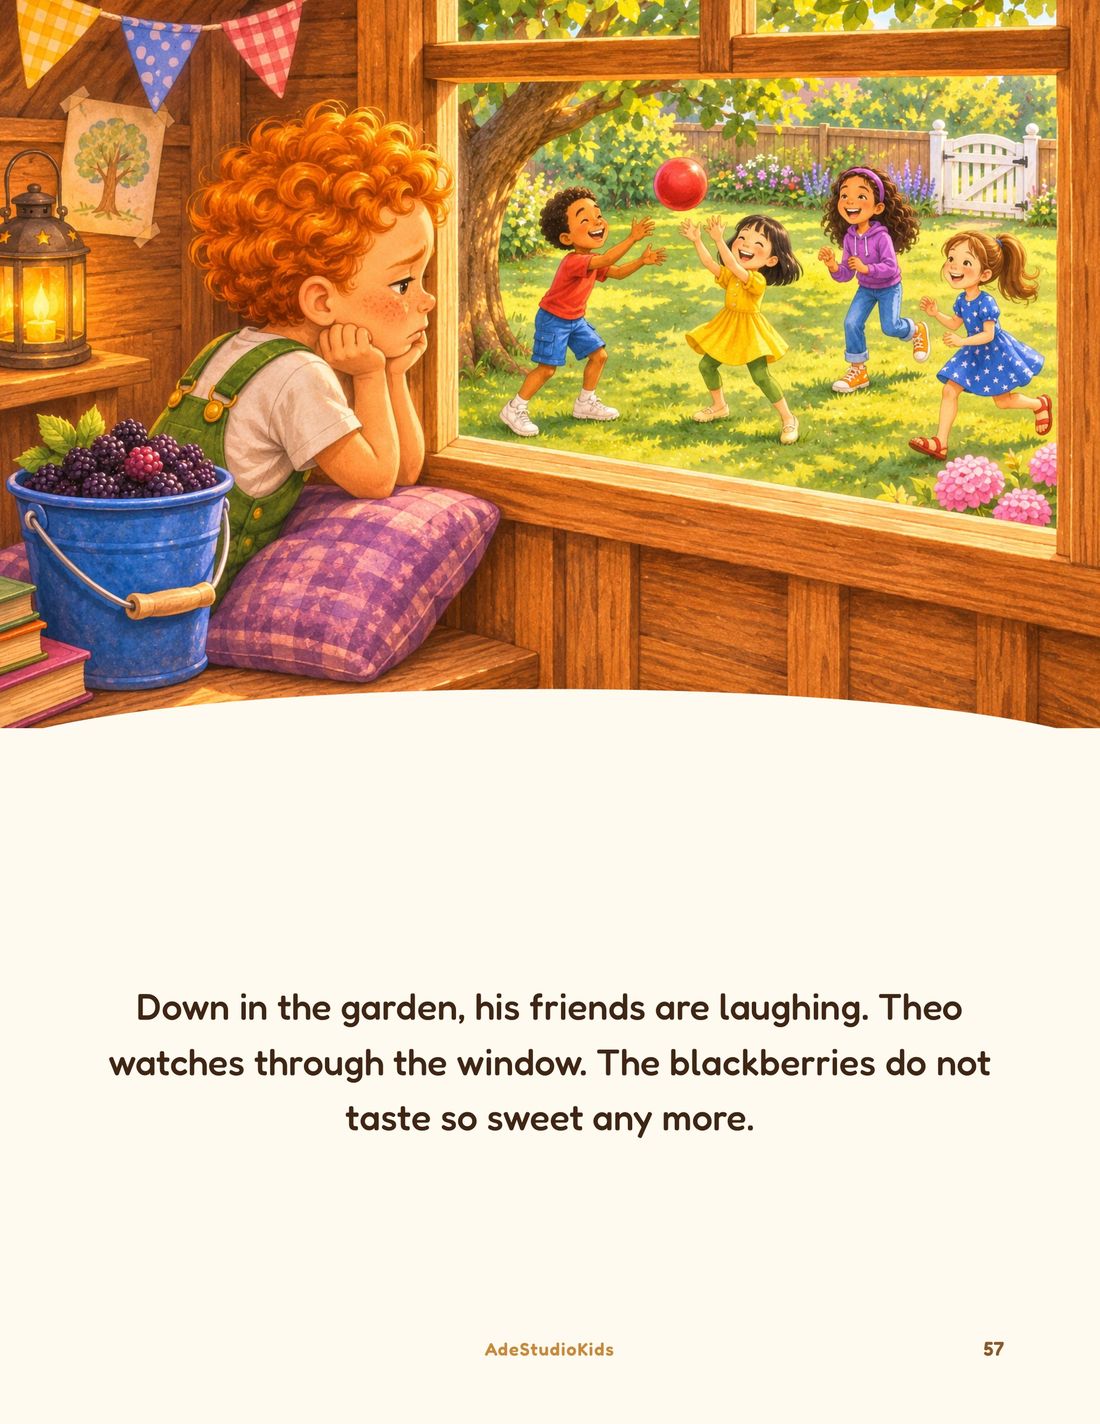 Down in the garden, his friends are laughing. Theo
watches through the window. The blackberries do not
taste so sweet any more.
AdeStudioKids
57